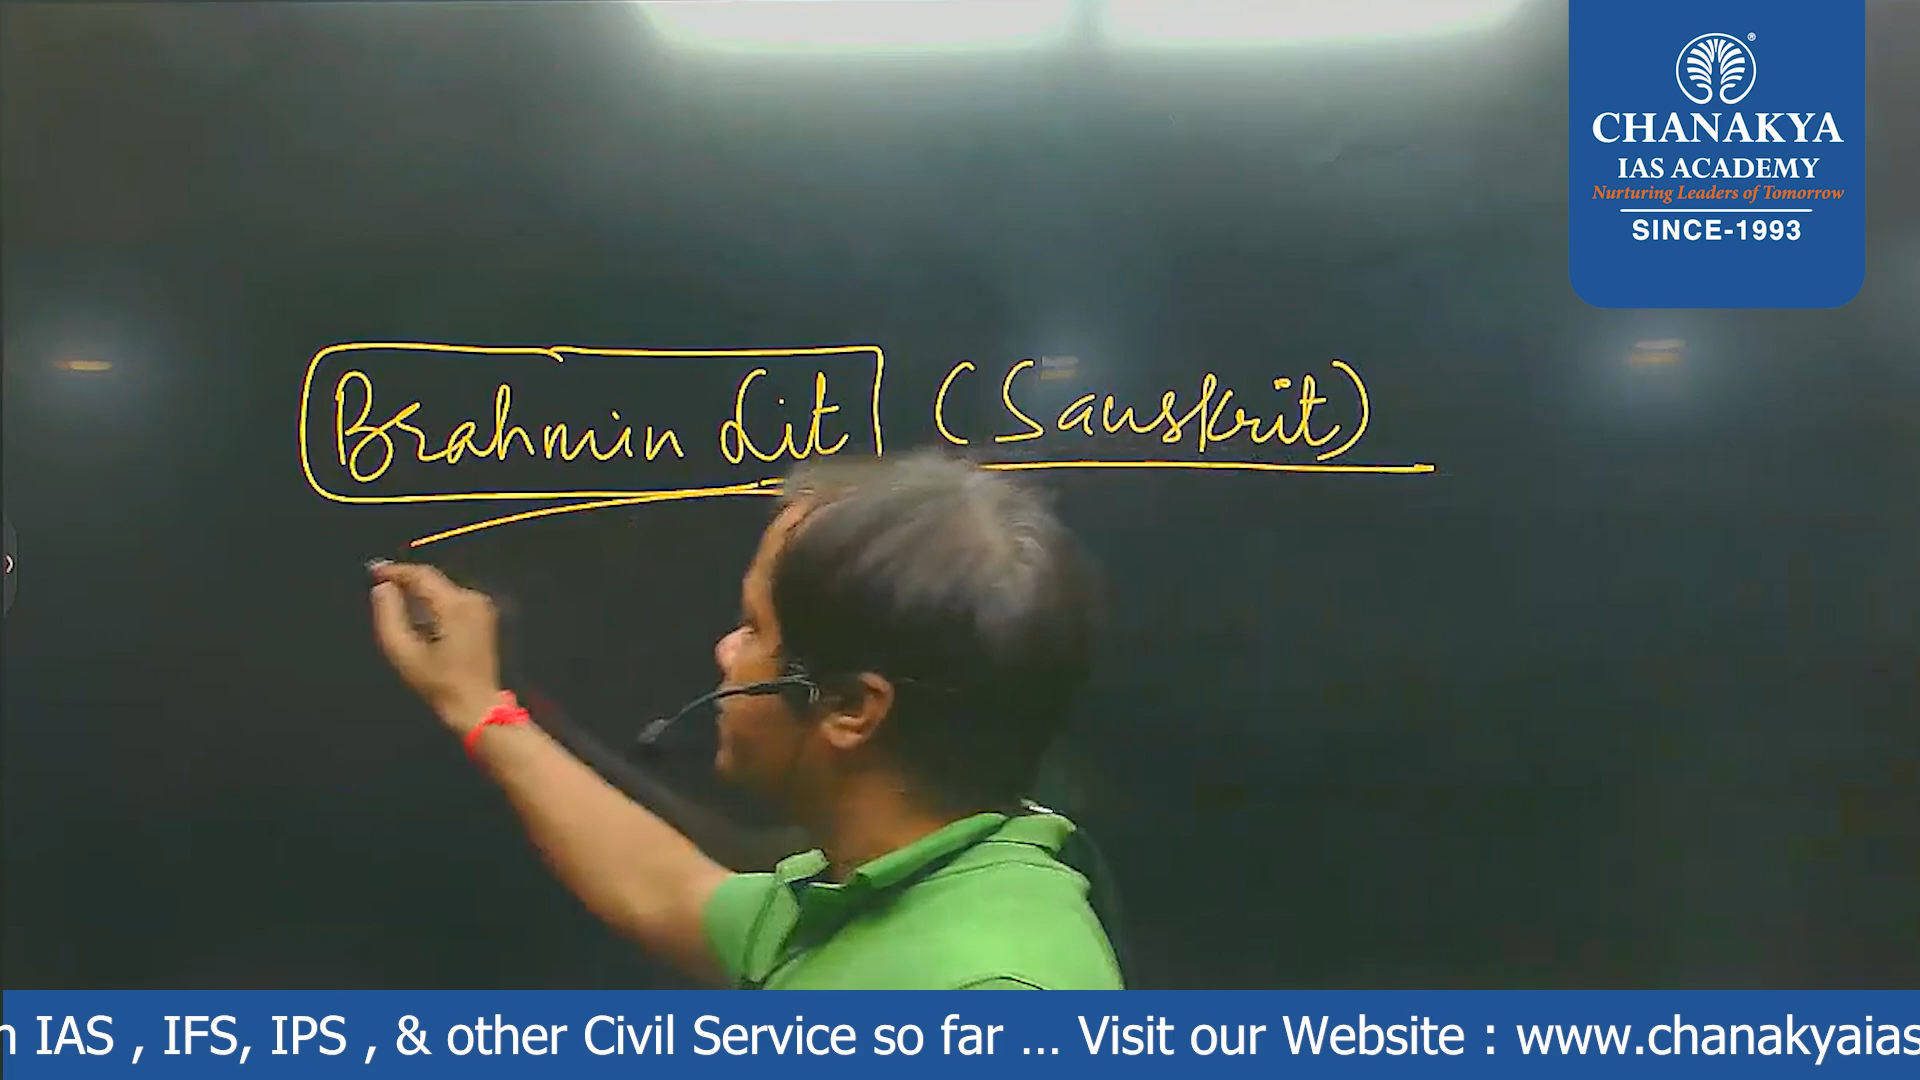 ®
CHANAKYA
IAS ACADEMY
Nurturing Leaders of Tomorrow
SINCE-1993
Brahmin Lit (Sanskrit)
n IAS , IFS, IPS , & other Civil Service so far ... Visit our Website : www.chanakyaias